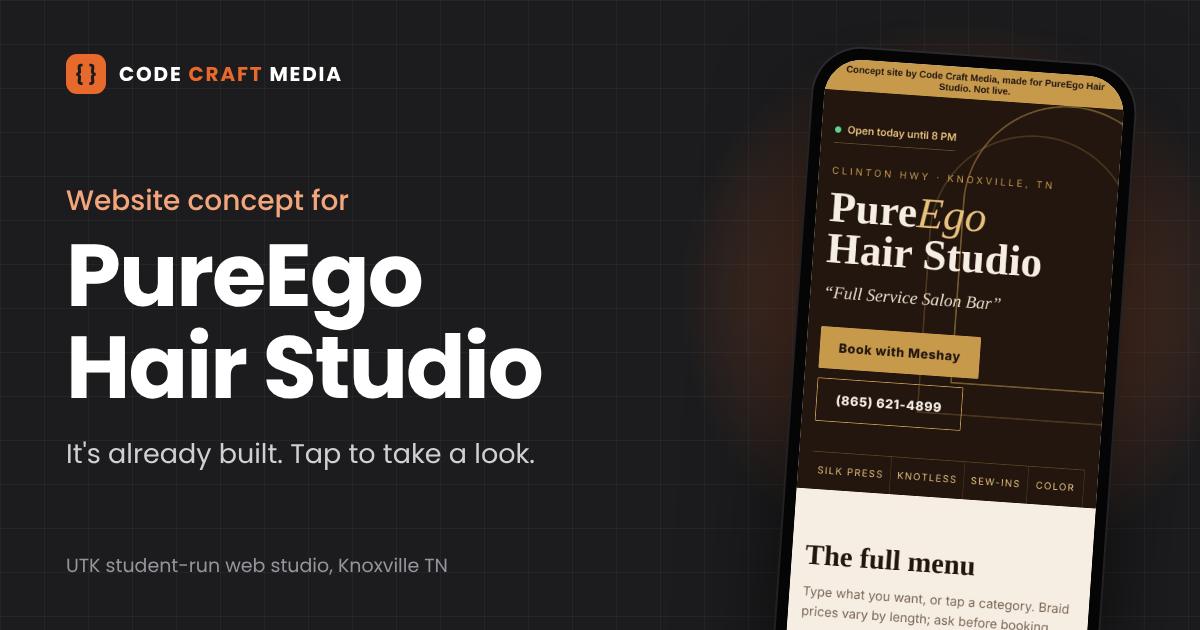 { }
CODE CRAFT MEDIA
Website concept for
PureEgo
Hair Studio
It's already built. Tap to take a look.
UTK student-run web studio, Knoxville TN
Concept site by Code Craft Media, made for PureEgo Hair
Studio. Not live.
Open today until 8 PM
CLINTON HWY · KNOXVILLE, TN
PureEgo
Hair Studio
“Full Service Salon Bar”
Book with Meshay
(865) 621-4899
SILK PRESS KNOTLESS SEW-INS COLOR
The full menu
Type what you want, or tap a category. Braid
prices vary by length; ask before booking